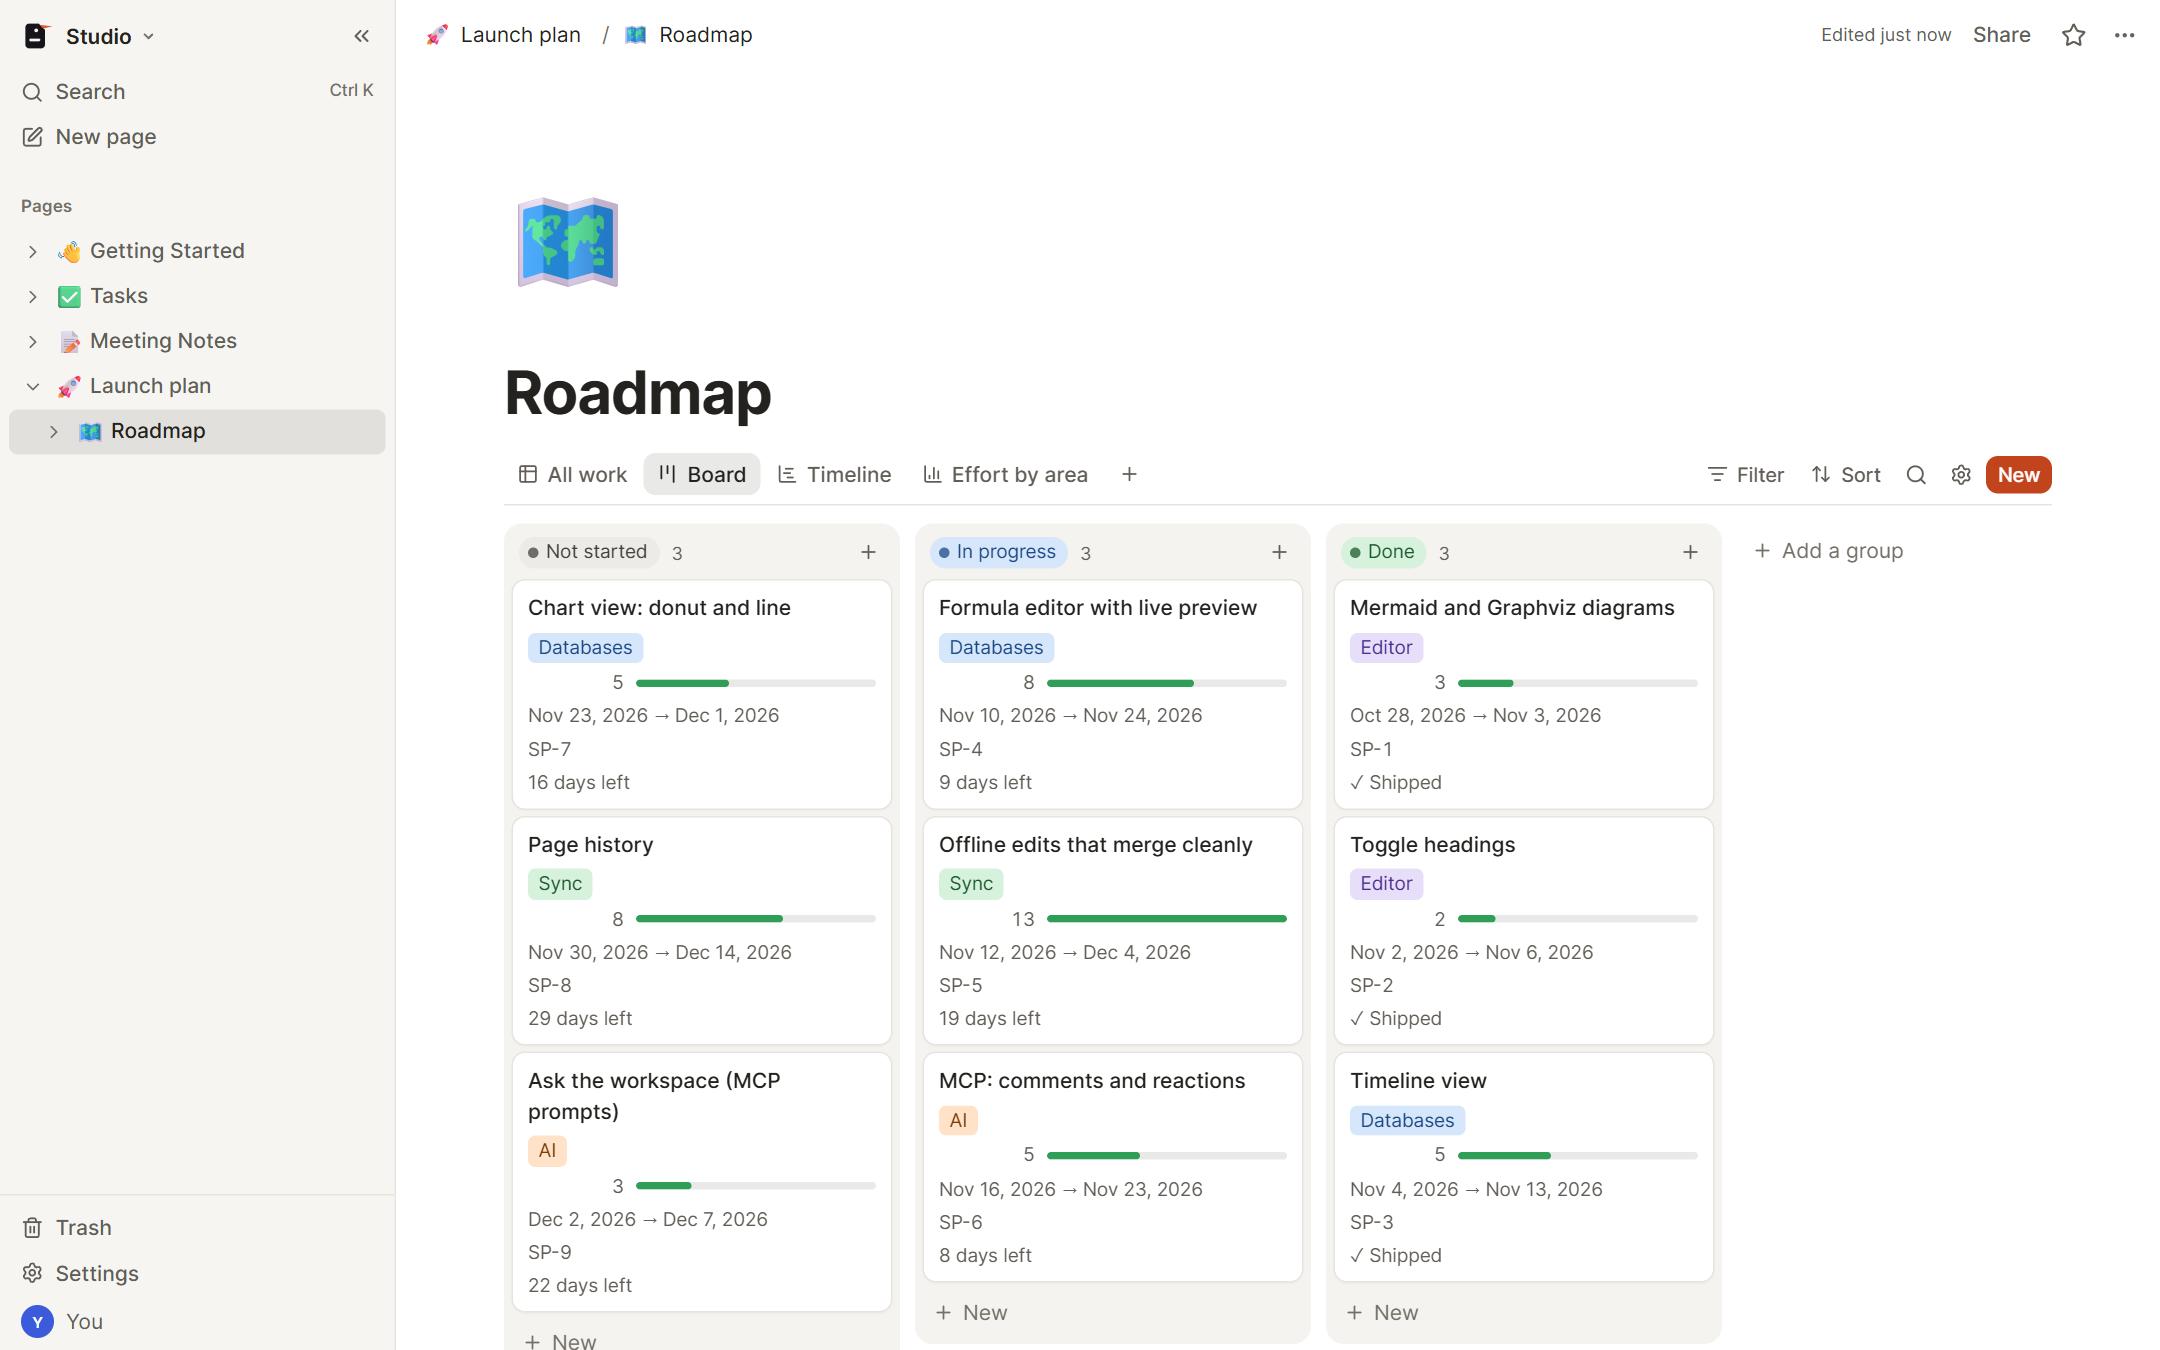 Studio
Search
Ctrl K
New page
Pages
Getting Started
Tasks
Meeting Notes
Launch plan
Roadmap
Trash
Settings
Y
You
Launch plan / Roadmap
Edited just now
Share
Roadmap
All work
Board
Timeline
Effort by area
Filter
Sort
New
Not started 3
Chart view: donut and line
Databases
5
Nov 23, 2026 → Dec 1, 2026
SP-7
16 days left
Page history
Sync
8
Nov 30, 2026 → Dec 14, 2026
SP-8
29 days left
Ask the workspace (MCP
prompts)
AI
3
Dec 2, 2026 → Dec 7, 2026
SP-9
22 days left
New
In progress 3
Formula editor with live preview
Databases
8
Nov 10, 2026 → Nov 24, 2026
SP-4
9 days left
Offline edits that merge cleanly
Sync
13
Nov 12, 2026 → Dec 4, 2026
SP-5
19 days left
MCP: comments and reactions
AI
5
Nov 16, 2026 → Nov 23, 2026
SP-6
8 days left
New
Done 3
Mermaid and Graphviz diagrams
Editor
3
Oct 28, 2026 → Nov 3, 2026
SP-1
✓ Shipped
Toggle headings
Editor
2
Nov 2, 2026 → Nov 6, 2026
SP-2
✓ Shipped
Timeline view
Databases
5
Nov 4, 2026 → Nov 13, 2026
SP-3
✓ Shipped
New
Add a group